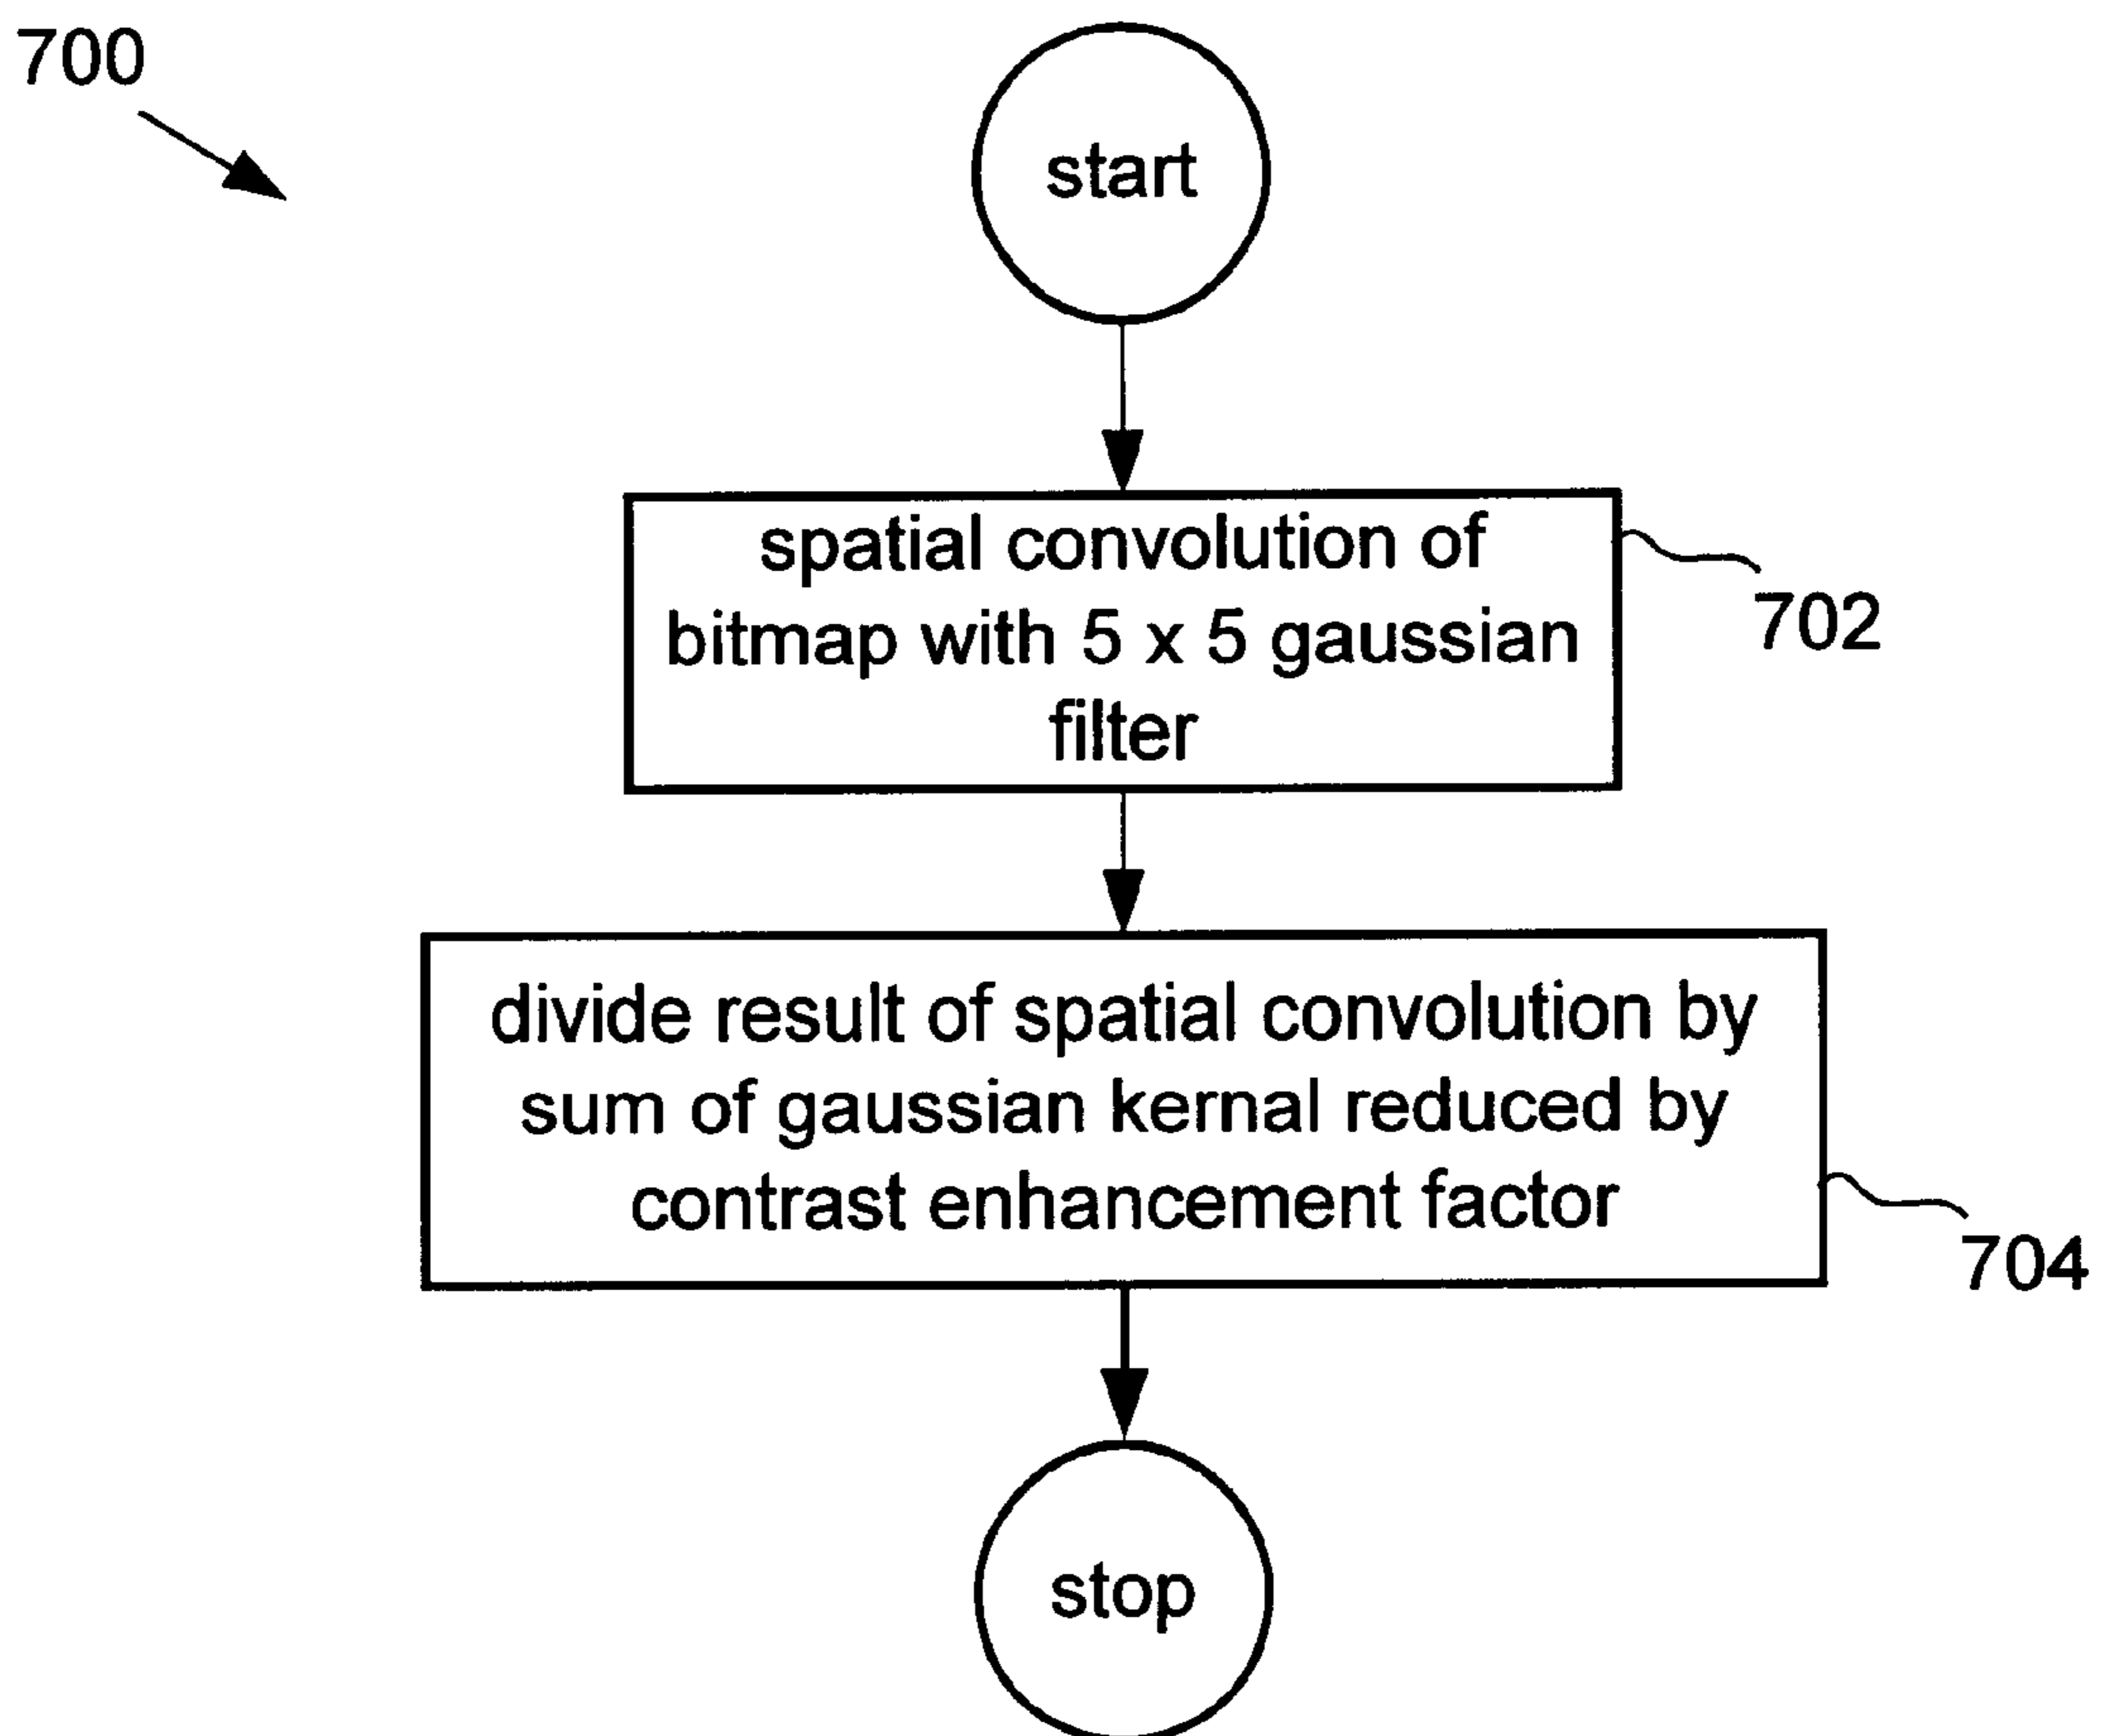 700
start
spatial convolution of
bitmap with 5 x 5 gaussian
filter
702
divide result of spatial convolution by
sum of gaussian kernal reduced by
contrast enhancement factor
704
stop